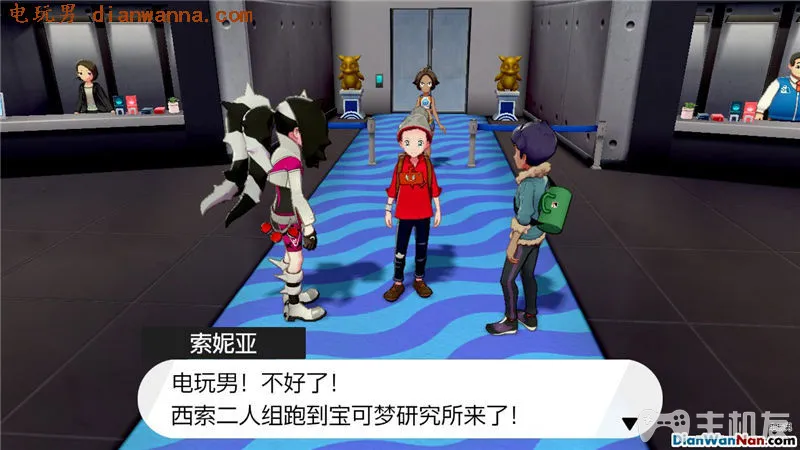 电玩男 dianwanna.com
索妮亚
电玩男！不好了！
西索二人组跑到宝可梦研究所来了！
主机友
DianWanNan.com